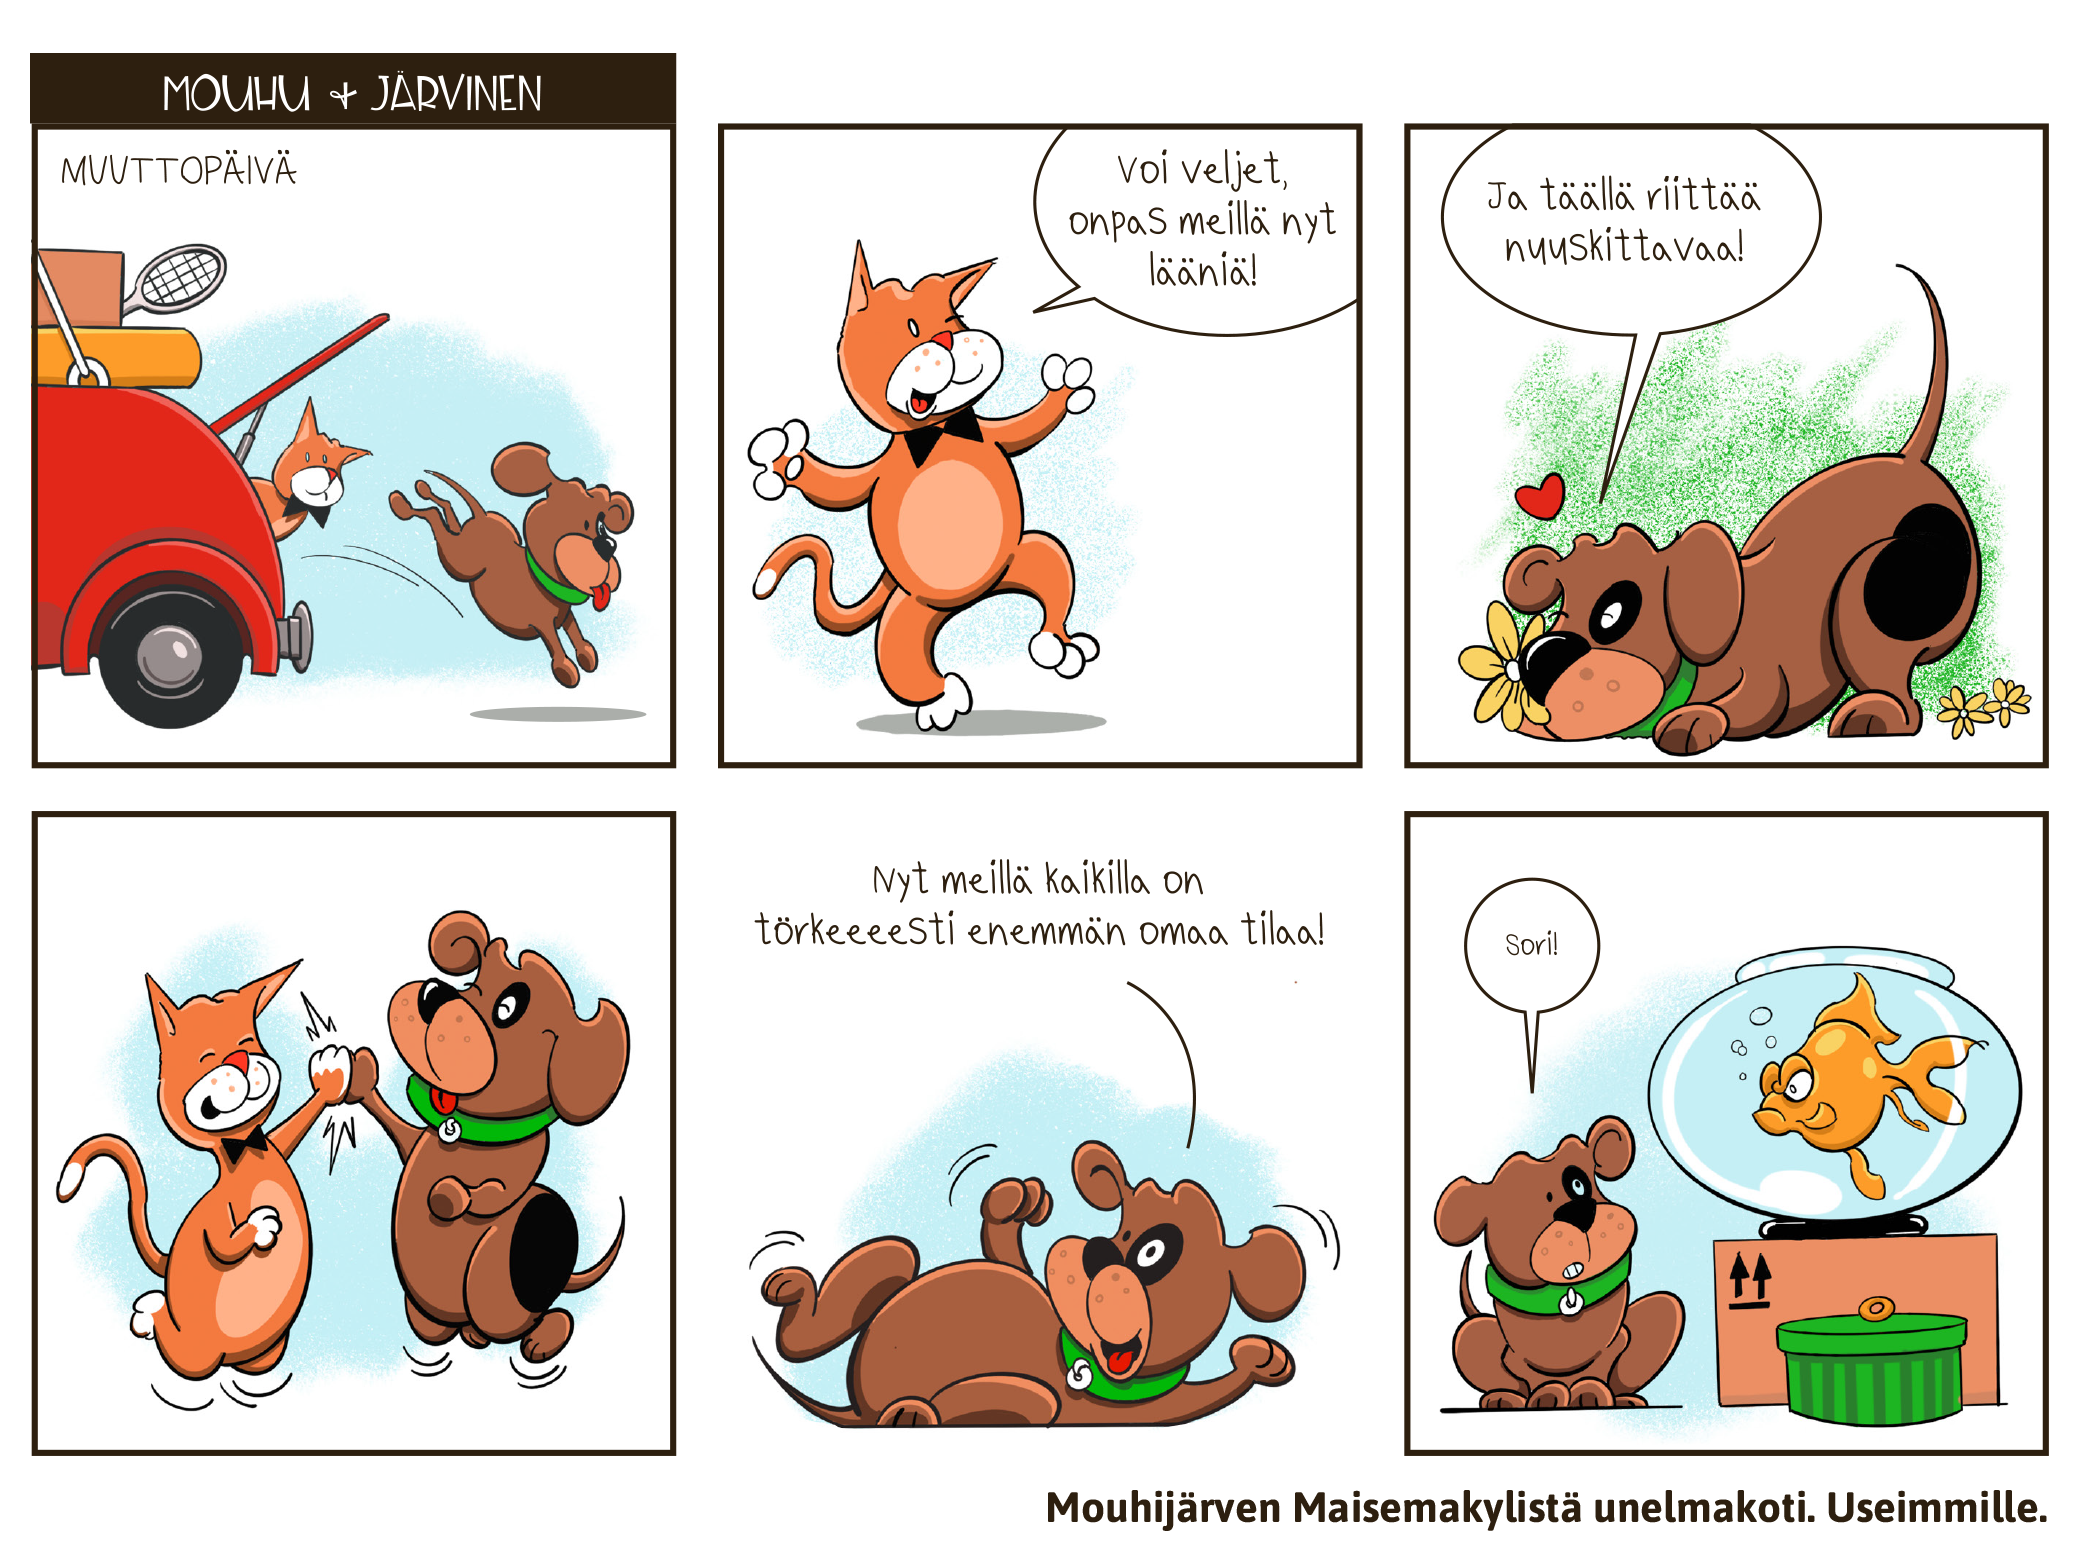 MOUHU + JÄRVINEN
MUUTTOPÄIVÄ
Voi veljet,
onpas meillä nyt
lääniä!
Ja täällä riittää
nuuskittavaa!
Nyt meillä kaikilla on
törkeeeesti enemmän omaa tilaa!
Sori!
Mouhijärven Maisemakylistä unelmakoti. Useimmille.